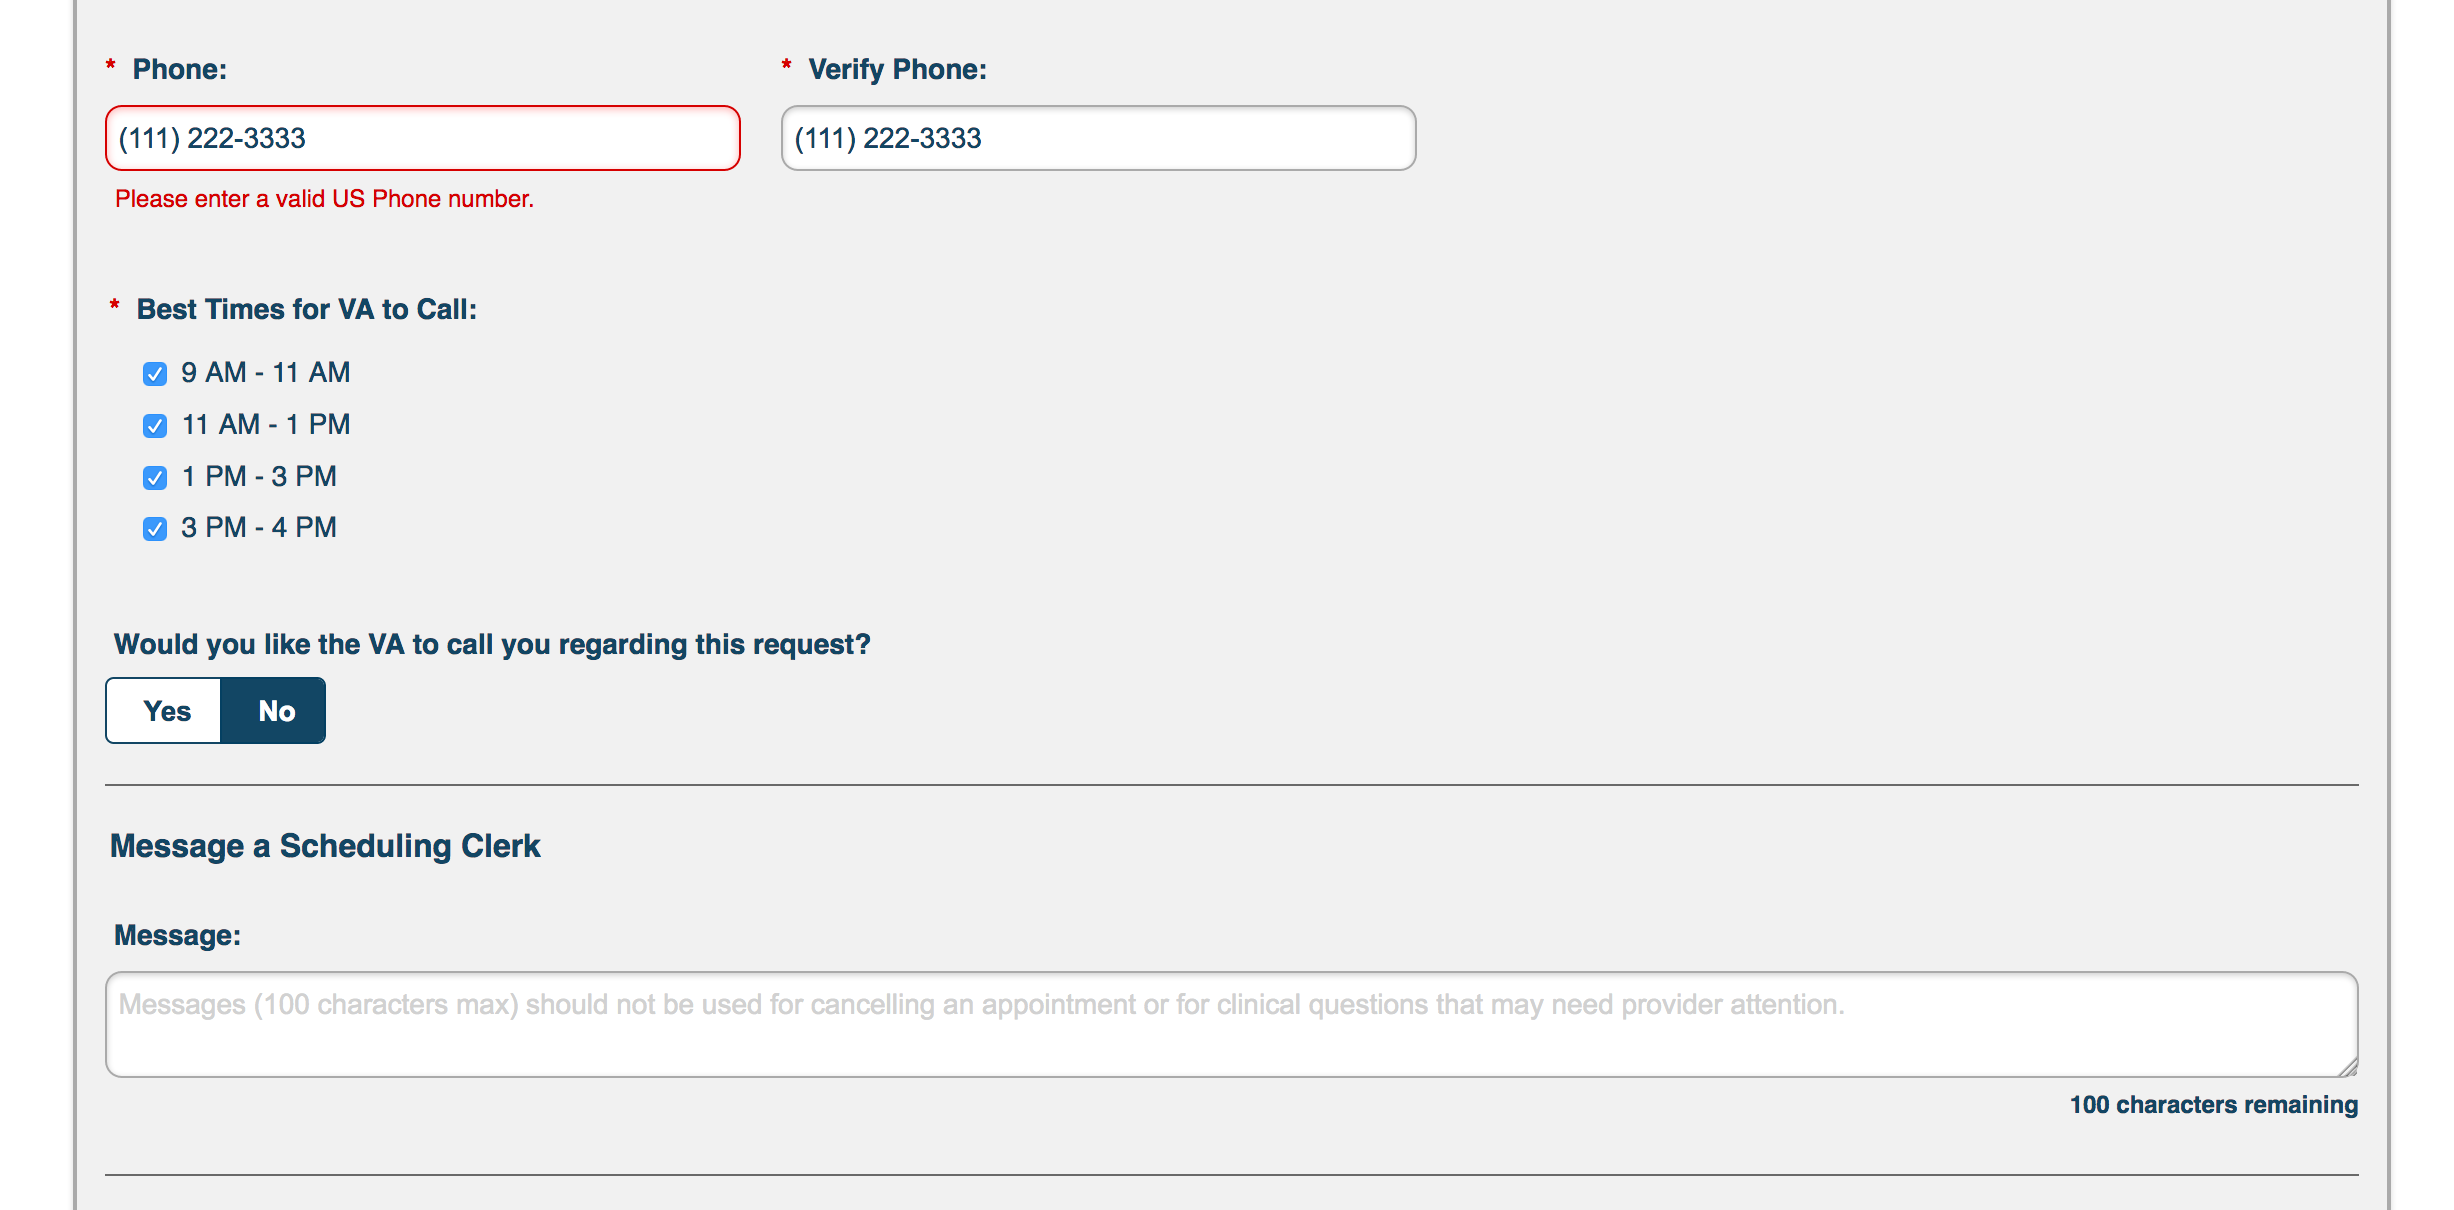 * Phone: * Verify Phone:
(111) 222-3333 (111) 222-3333
Please enter a valid US Phone number.
* Best Times for VA to Call:
9 AM - 11 AM
11 AM - 1 PM
1 PM - 3 PM
3 PM - 4 PM
Would you like the VA to call you regarding this request?
Yes No
Message a Scheduling Clerk
Message:
Messages (100 characters max) should not be used for cancelling an appointment or for clinical questions that may need provider attention.
100 characters remaining